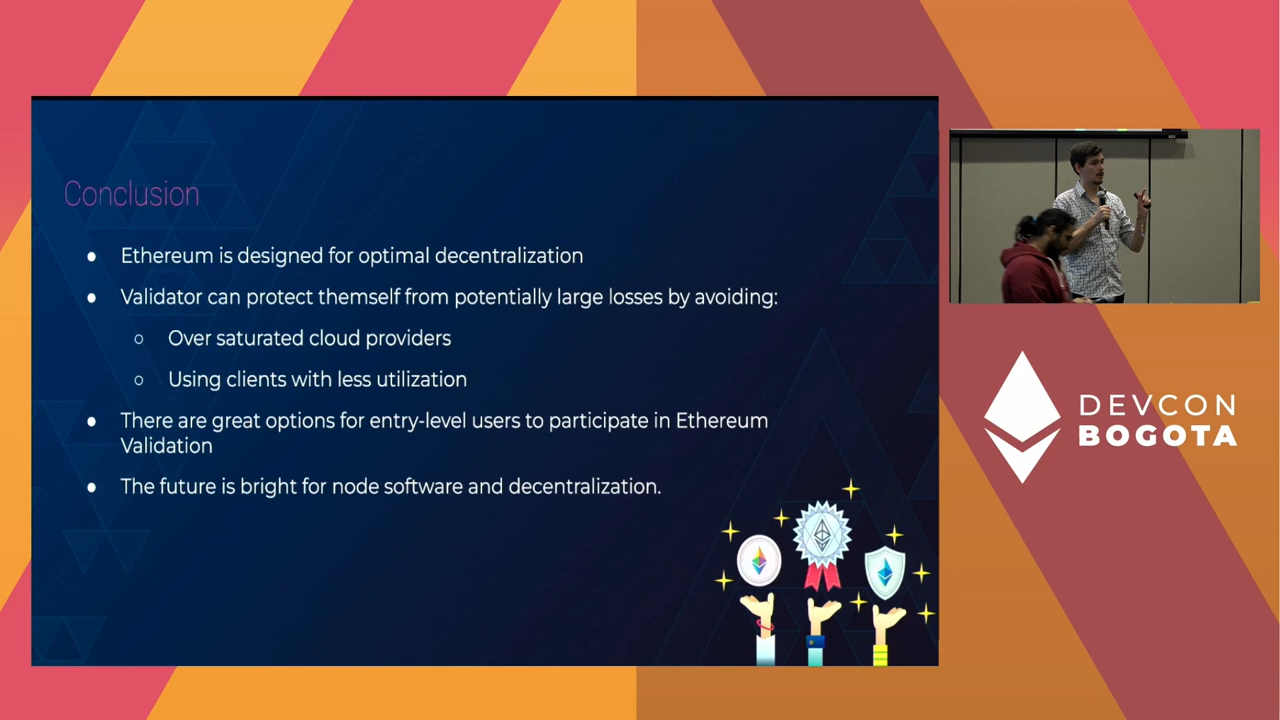 Conclusion
● Ethereum is designed for optimal decentralization
● Validator can protect themself from potentially large losses by avoiding:
○ Over saturated cloud providers
○ Using clients with less utilization
● There are great options for entry-level users to participate in Ethereum
Validation
● The future is bright for node software and decentralization.
DEVCON
BOGOTA